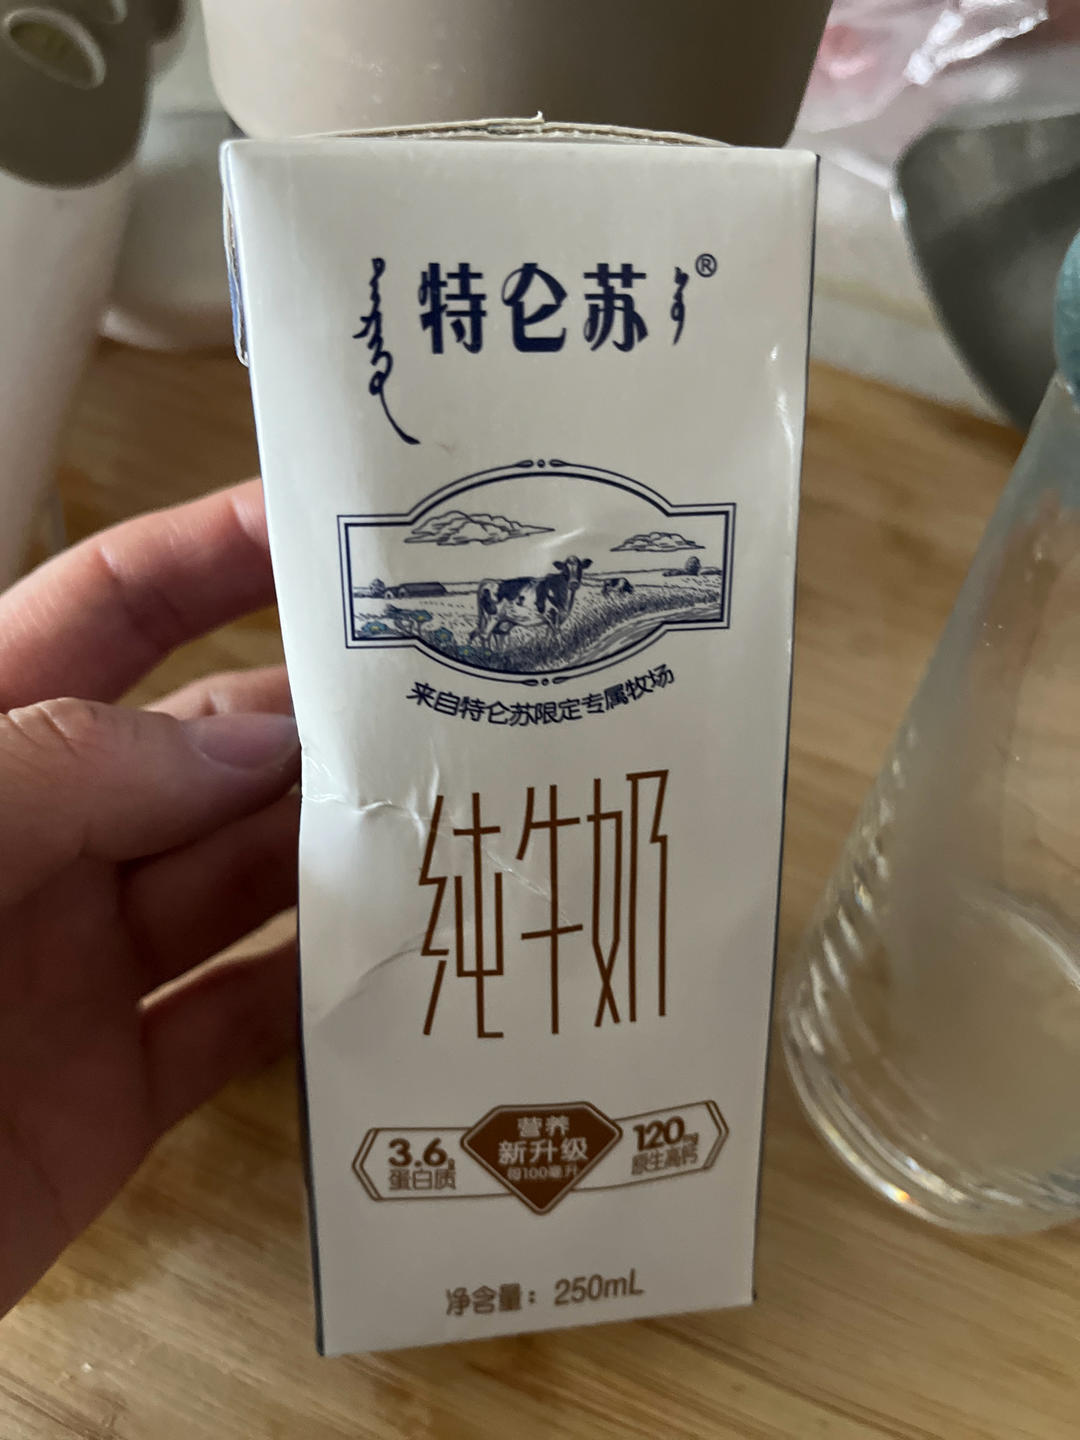 特仑苏®
来自特仑苏限定专属牧场
纯牛奶
3.6g
蛋白质
营养
新升级
每100毫升
120mg
原生高钙
净含量：250mL